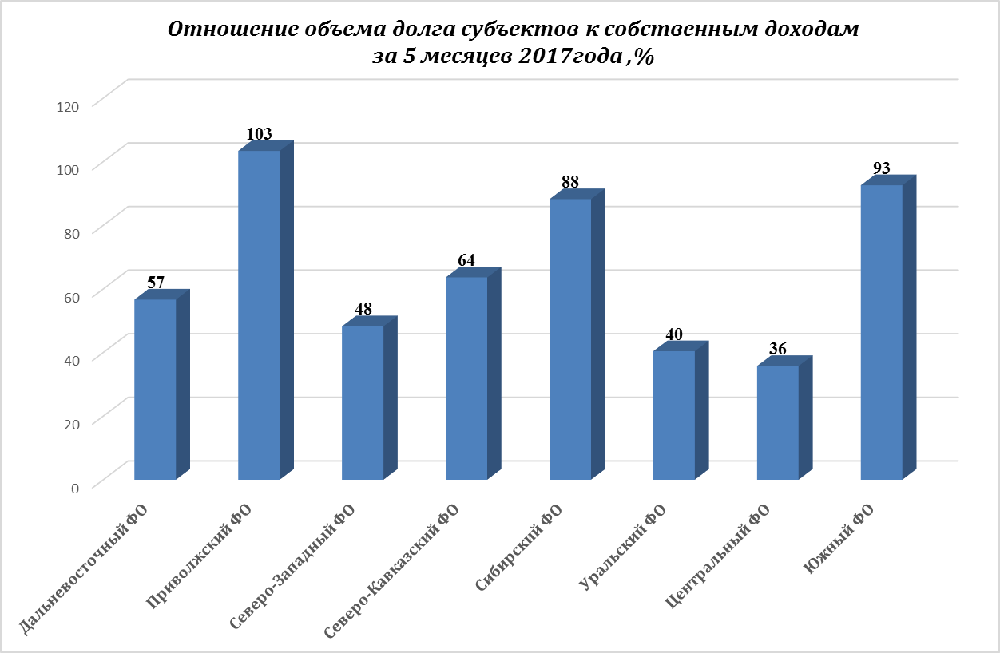 Отношение объема долга субъектов к собственным доходам
за 5 месяцев 2017года ,%
120
100
80
60
40
20
0
57
103
48
64
88
40
36
93
Дальневосточный ФО
Приволжский ФО
Северо-Западный ФО
Северо-Кавказский ФО
Сибирский ФО
Уральский ФО
Центральный ФО
Южный ФО